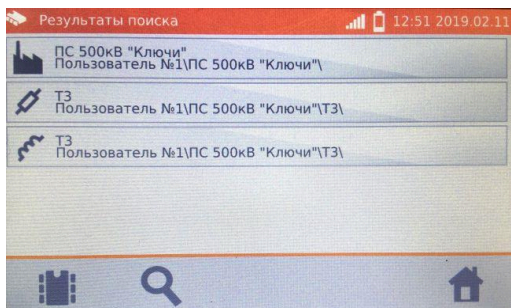 Результаты поиска
12:51 2019.02.11
ПС 500кВ "Ключи"
Пользователь №1\ПС 500кВ "Ключи"\
Т3
Пользователь №1\ПС 500кВ "Ключи"\Т3\
Т3
Пользователь №1\ПС 500кВ "Ключи"\Т3\